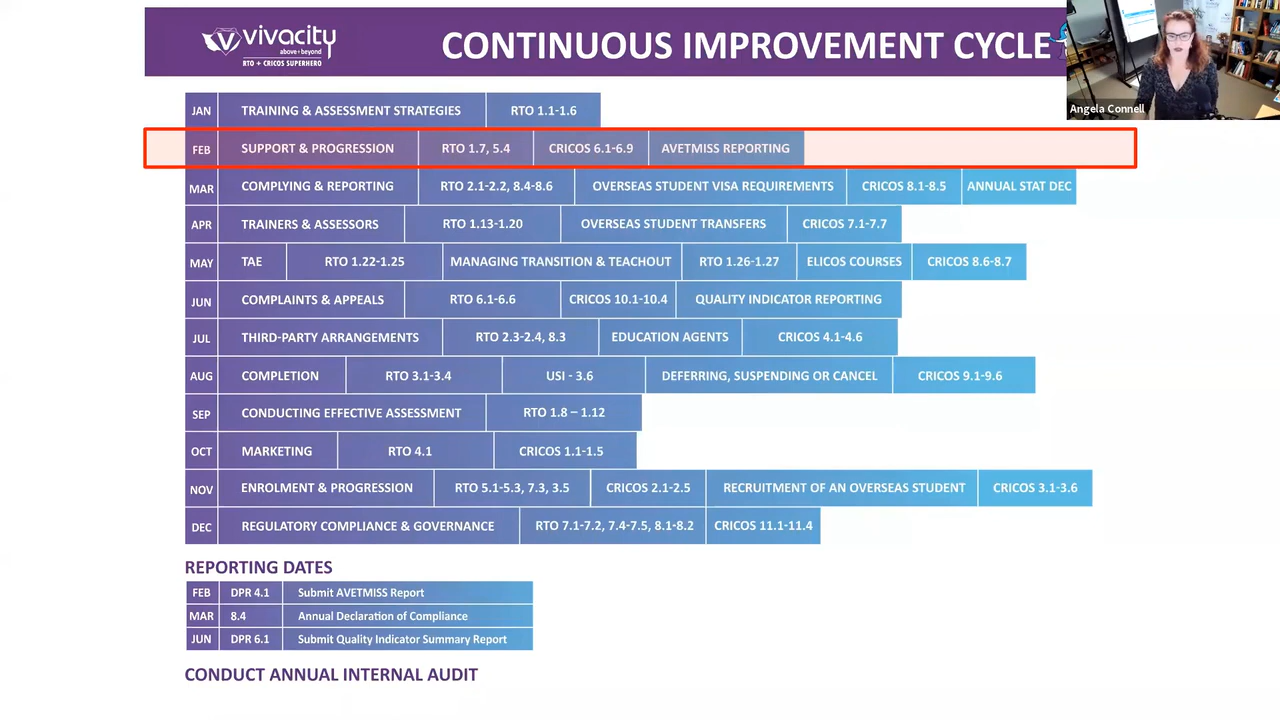 vivacity
above + beyond
RTO + CRICOS SUPERHERO
CONTINUOUS IMPROVEMENT CYCLE
Angela Connell
JAN TRAINING & ASSESSMENT STRATEGIES RTO 1.1-1.6
FEB SUPPORT & PROGRESSION RTO 1.7, 5.4 CRICOS 6.1-6.9 AVETMISS REPORTING
MAR COMPLYING & REPORTING RTO 2.1-2.2, 8.4-8.6 OVERSEAS STUDENT VISA REQUIREMENTS CRICOS 8.1-8.5 ANNUAL STAT DEC
APR TRAINERS & ASSESSORS RTO 1.13-1.20 OVERSEAS STUDENT TRANSFERS CRICOS 7.1-7.7
MAY TAE RTO 1.22-1.25 MANAGING TRANSITION & TEACHOUT RTO 1.26-1.27 ELICOS COURSES CRICOS 8.6-8.7
JUN COMPLAINTS & APPEALS RTO 6.1-6.6 CRICOS 10.1-10.4 QUALITY INDICATOR REPORTING
JUL THIRD-PARTY ARRANGEMENTS RTO 2.3-2.4, 8.3 EDUCATION AGENTS CRICOS 4.1-4.6
AUG COMPLETION RTO 3.1-3.4 USI - 3.6 DEFERRING, SUSPENDING OR CANCEL CRICOS 9.1-9.6
SEP CONDUCTING EFFECTIVE ASSESSMENT RTO 1.8 – 1.12
OCT MARKETING RTO 4.1 CRICOS 1.1-1.5
NOV ENROLMENT & PROGRESSION RTO 5.1-5.3, 7.3, 3.5 CRICOS 2.1-2.5 RECRUITMENT OF AN OVERSEAS STUDENT CRICOS 3.1-3.6
DEC REGULATORY COMPLIANCE & GOVERNANCE RTO 7.1-7.2, 7.4-7.5, 8.1-8.2 CRICOS 11.1-11.4
REPORTING DATES
FEB DPR 4.1 Submit AVETMISS Report
MAR 8.4 Annual Declaration of Compliance
JUN DPR 6.1 Submit Quality Indicator Summary Report
CONDUCT ANNUAL INTERNAL AUDIT